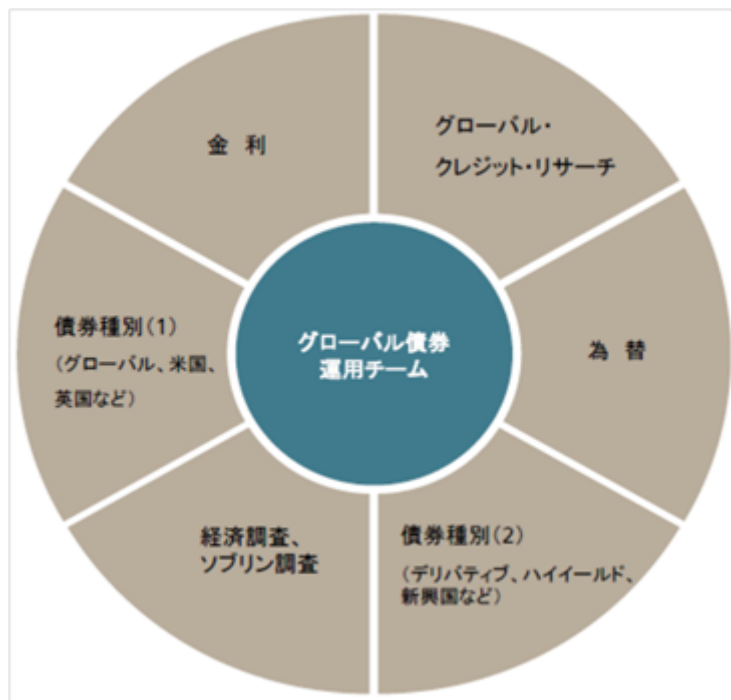 金 利
グローバル・
クレジット・リサーチ
債券種別(1)
(グローバル、米国、
英国など)
グローバル債券
運用チーム
為 替
経済調査、
ソブリン調査
債券種別(2)
(デリバティブ、ハイイールド、
新興国など)